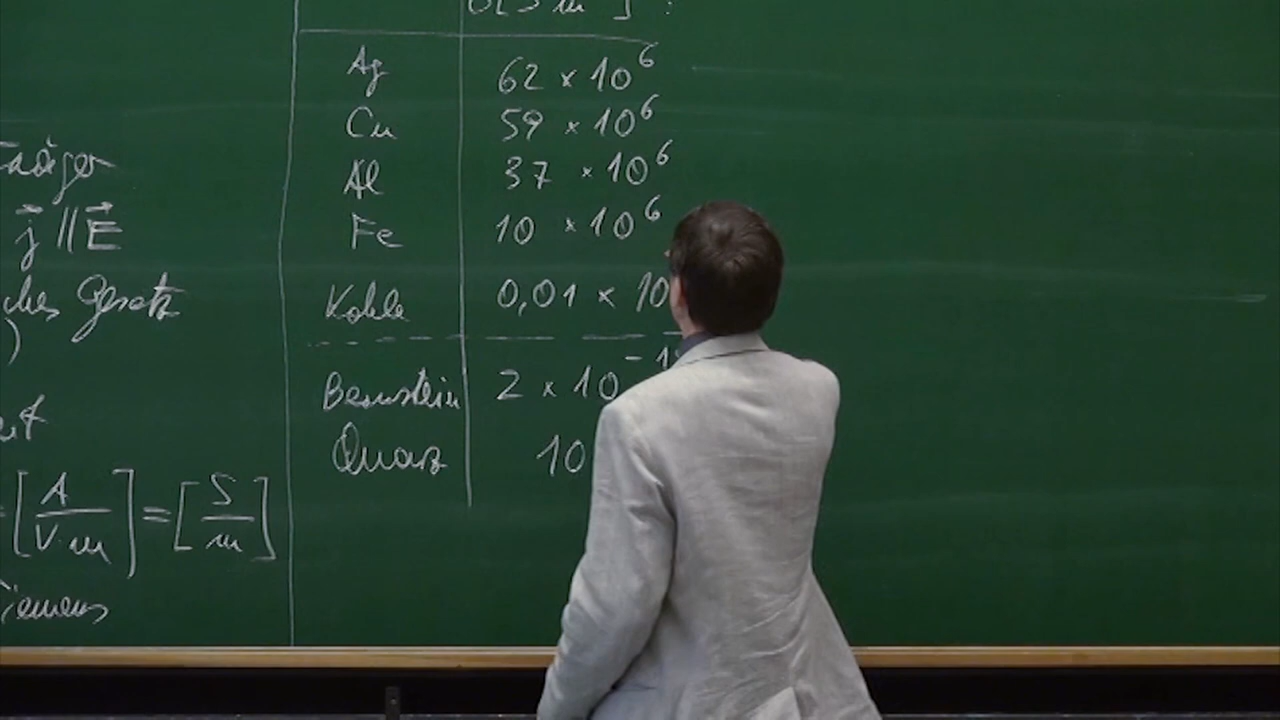 j⃗ ∥ E⃗
Gesetz
)
[A / V·m] = [S / m]
Ag 62 × 10⁶
Cu 59 × 10⁶
Al 37 × 10⁶
Fe 10 × 10⁶
Kohle 0,01 × 10
Bernstein 2 × 10
Quarz 10